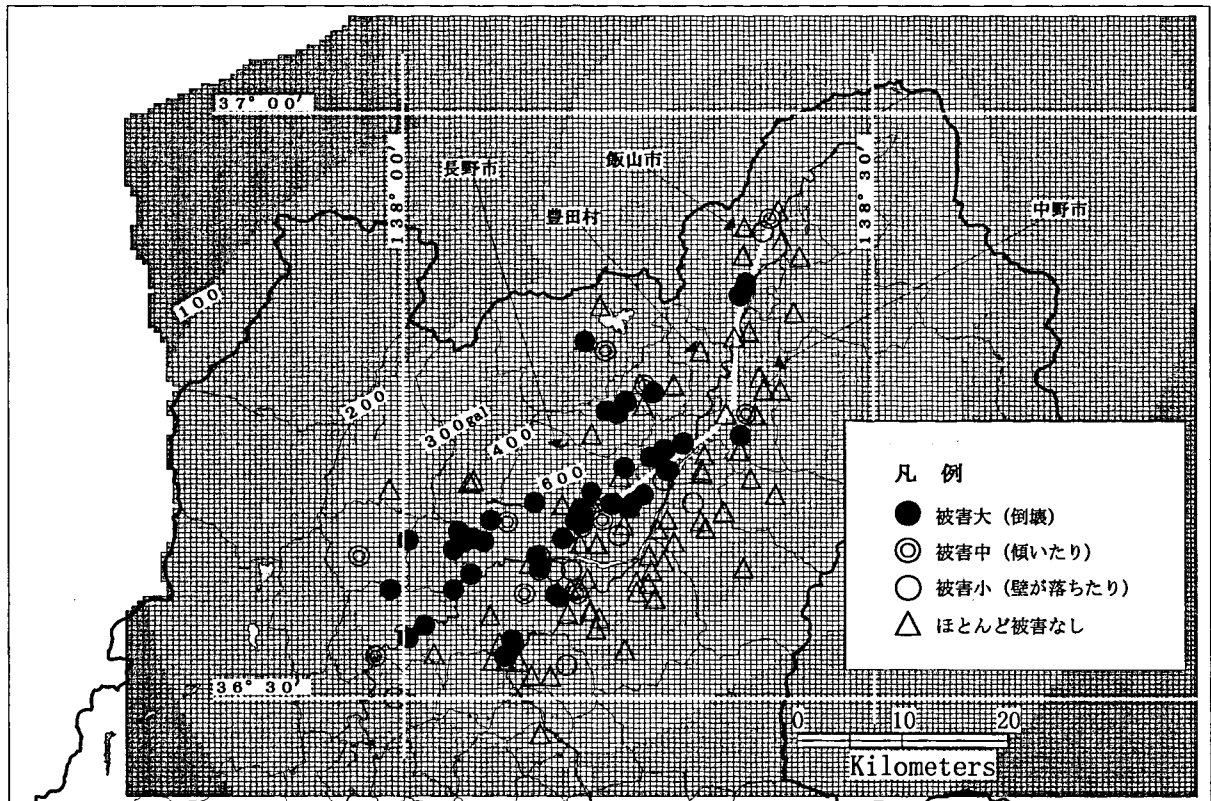 37°00′
138°00′
138°30′
長野市
飯山市
豊田村
中野市
100
200
300gal
400
600
凡 例
被害大（倒壊）
被害中（傾いたり）
被害小（壁が落ちたり）
ほとんど被害なし
36°30′
0 10 20
Kilometers